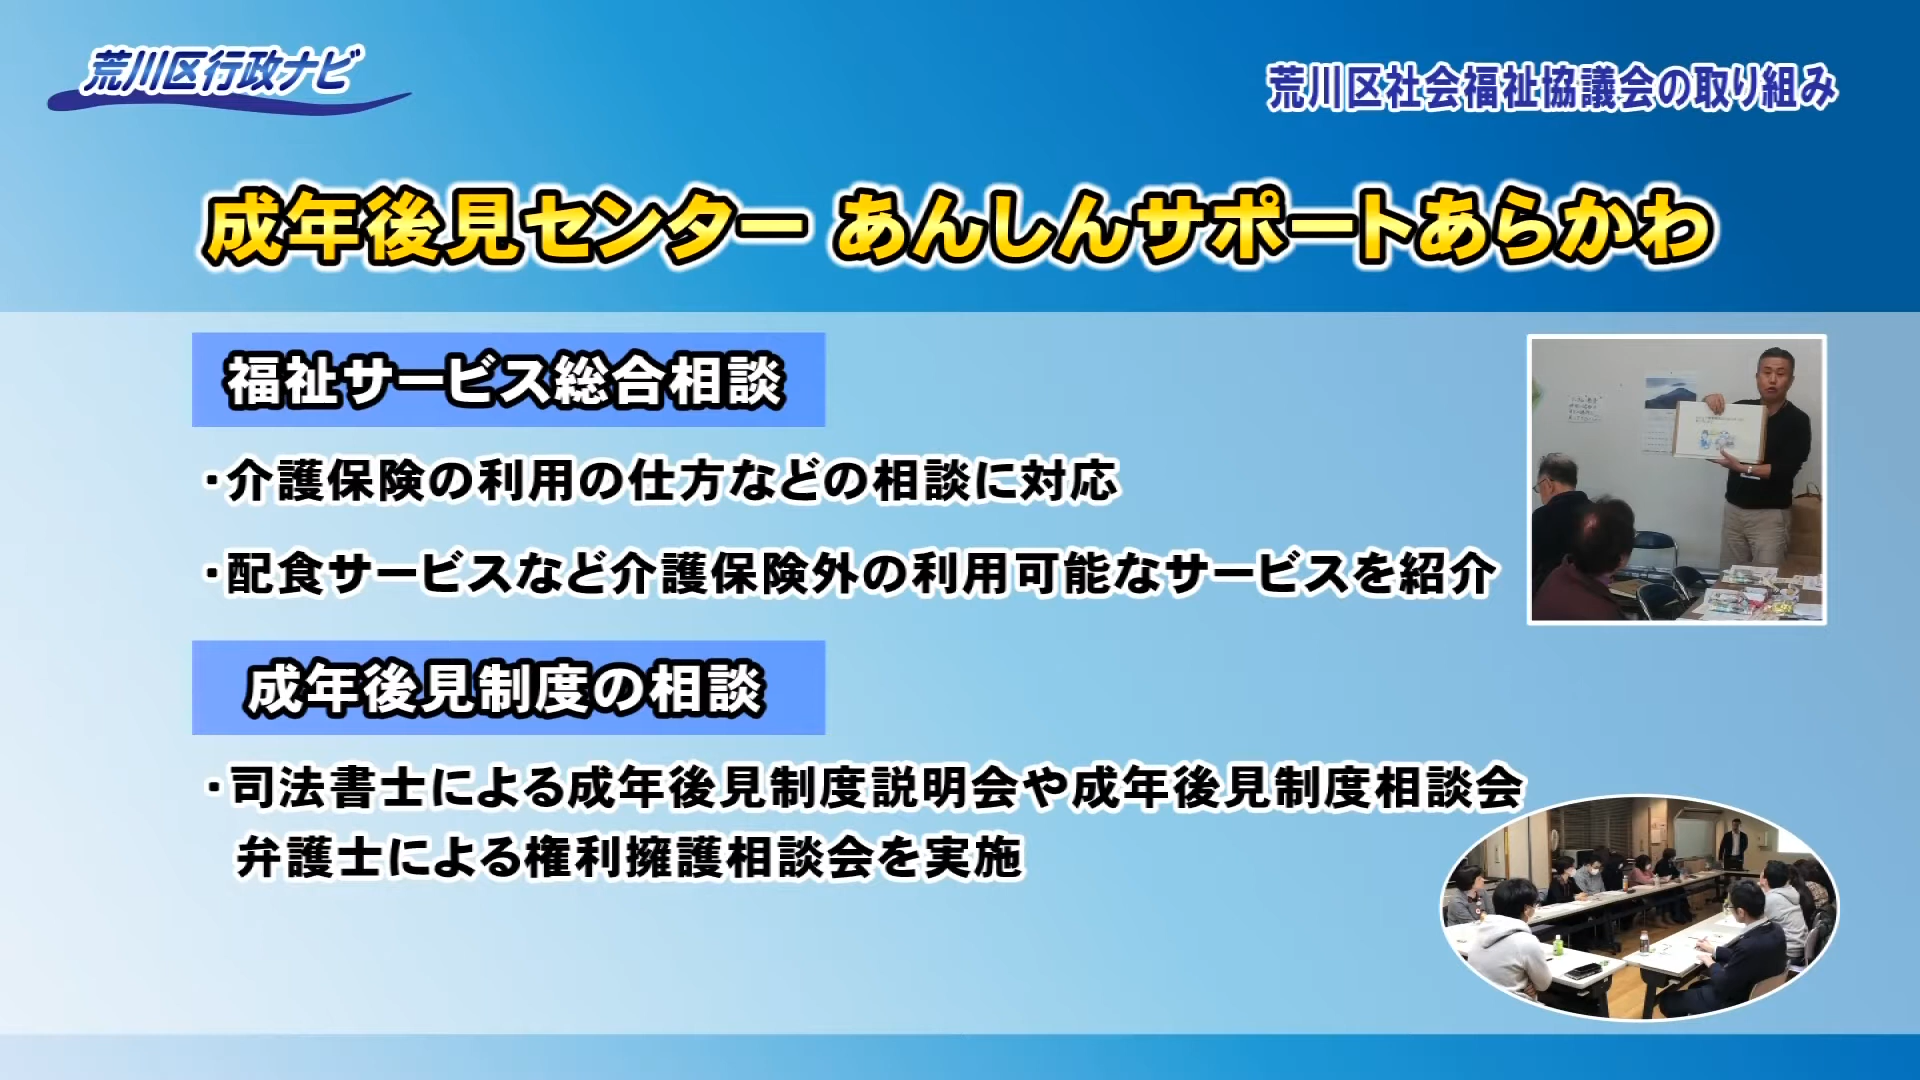 荒川区行政ナビ
荒川区社会福祉協議会の取り組み
成年後見センター あんしんサポートあらかわ
福祉サービス総合相談
・介護保険の利用の仕方などの相談に対応
・配食サービスなど介護保険外の利用可能なサービスを紹介
成年後見制度の相談
・司法書士による成年後見制度説明会や成年後見制度相談会
弁護士による権利擁護相談会を実施